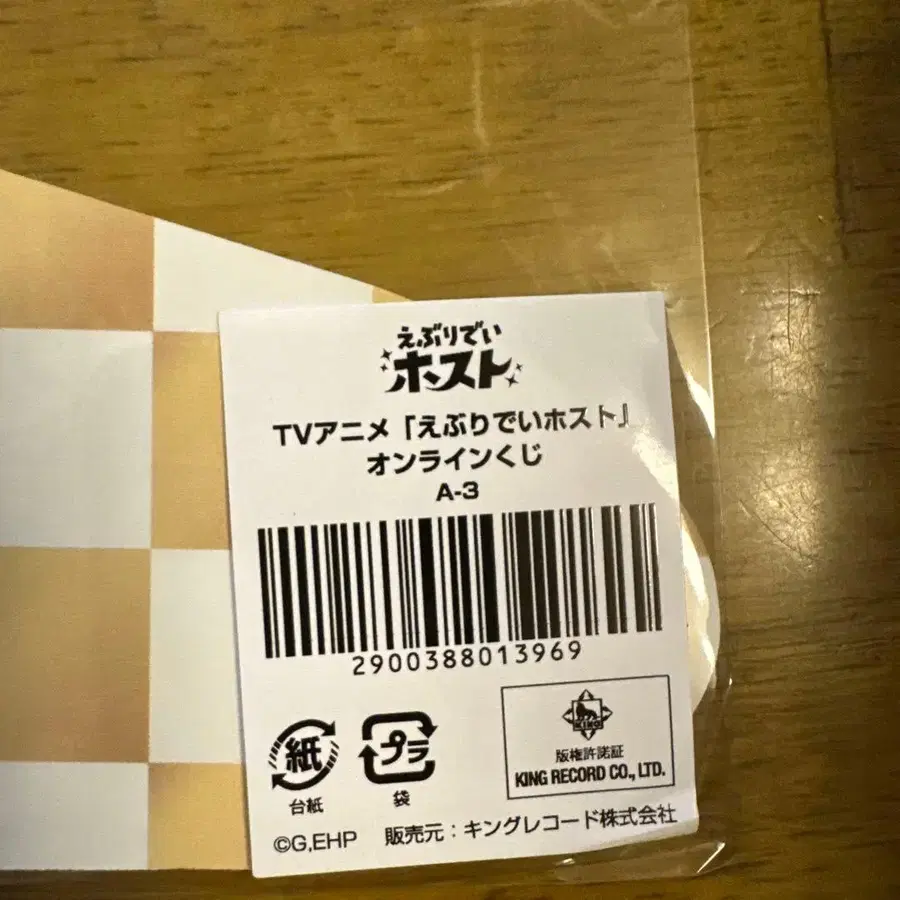 えぶりでい
ホスト
TVアニメ「えぶりでいホスト」
オンラインくじ
A-3
2900388013969
紙
プラ
台紙
袋
KING
版権許諾証
KING RECORD CO., LTD.
©G,EHP 販売元：キングレコード株式会社